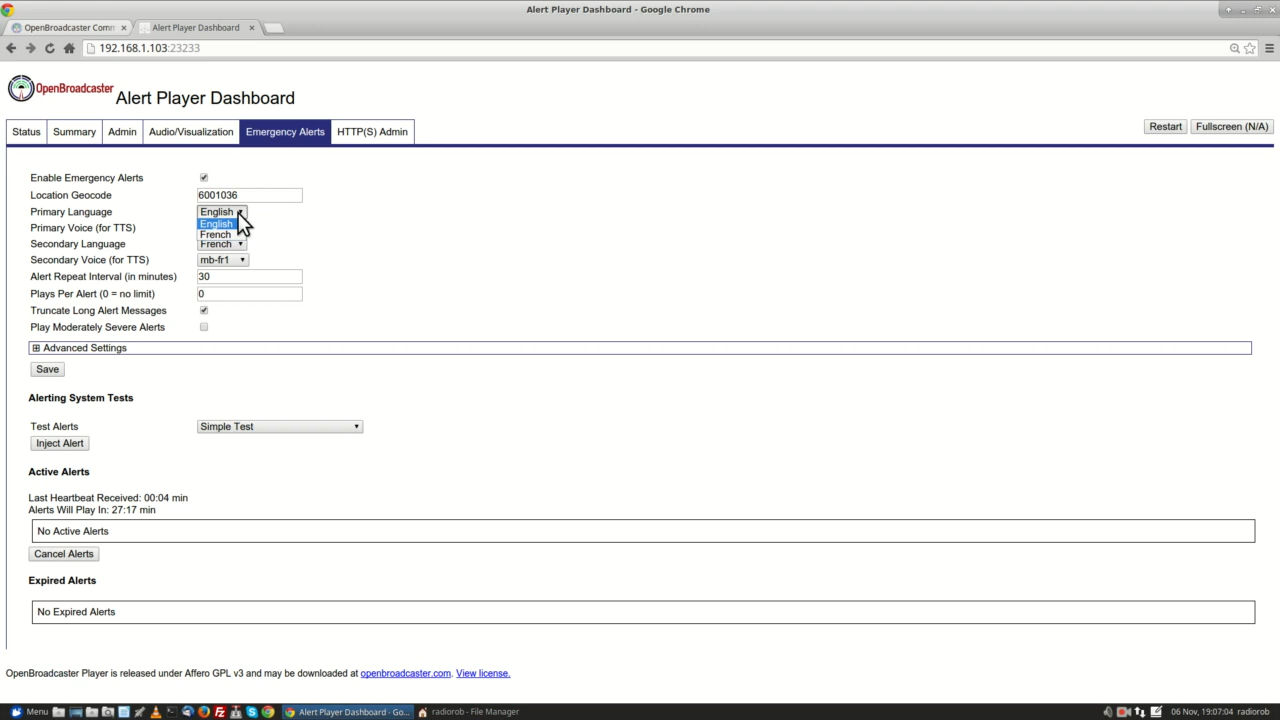 Alert Player Dashboard - Google Chrome
OpenBroadcaster Com
Alert Player Dashboard
192.168.1.103:23233
OpenBroadcaster
Alert Player Dashboard
Status
Summary
Admin
Audio/Visualization
Emergency Alerts
HTTP(S) Admin
Restart
Fullscreen (N/A)
Enable Emergency Alerts
Location Geocode
6001036
Primary Language
English
English
Primary Voice (for TTS)
French
Secondary Language
French
Secondary Voice (for TTS)
mb-fr1
Alert Repeat Interval (in minutes)
30
Plays Per Alert (0 = no limit)
0
Truncate Long Alert Messages
Play Moderately Severe Alerts
Advanced Settings
Save
Alerting System Tests
Test Alerts
Simple Test
Inject Alert
Active Alerts
Last Heartbeat Received: 00:04 min
Alerts Will Play In: 27:17 min
No Active Alerts
Cancel Alerts
Expired Alerts
No Expired Alerts
OpenBroadcaster Player is released under Affero GPL v3 and may be downloaded at openbroadcaster.com. View license.
Menu
Alert Player Dashboard - Go...
radiorob - File Manager
06 Nov, 19:07:04
radiorob